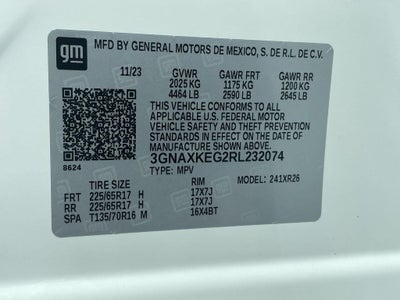 gm
MFD BY GENERAL MOTORS DE MEXICO, S. DE R.L. DE C.V.
11/23 GVWR GAWR FRT GAWR RR
2025 KG 1175 KG 1200 KG
4464 LB 2590 LB 2645 LB
THIS VEHICLE CONFORMS TO ALL
APPLICABLE U.S. FEDERAL MOTOR
VEHICLE SAFETY, BUMPER, AND
THEFT PREVENTION STANDARDS
IN EFFECT ON THE DATE OF
MANUFACTURE SHOWN ABOVE.
8624
3GNAXKEG2RL232074
TYPE: MPV 241XR26
TIRE SIZE RIM
FRT 225/65R17 H 17X7J
RR 225/65R17 H 17X7J
SPA T135/70R16 M 16X4BT